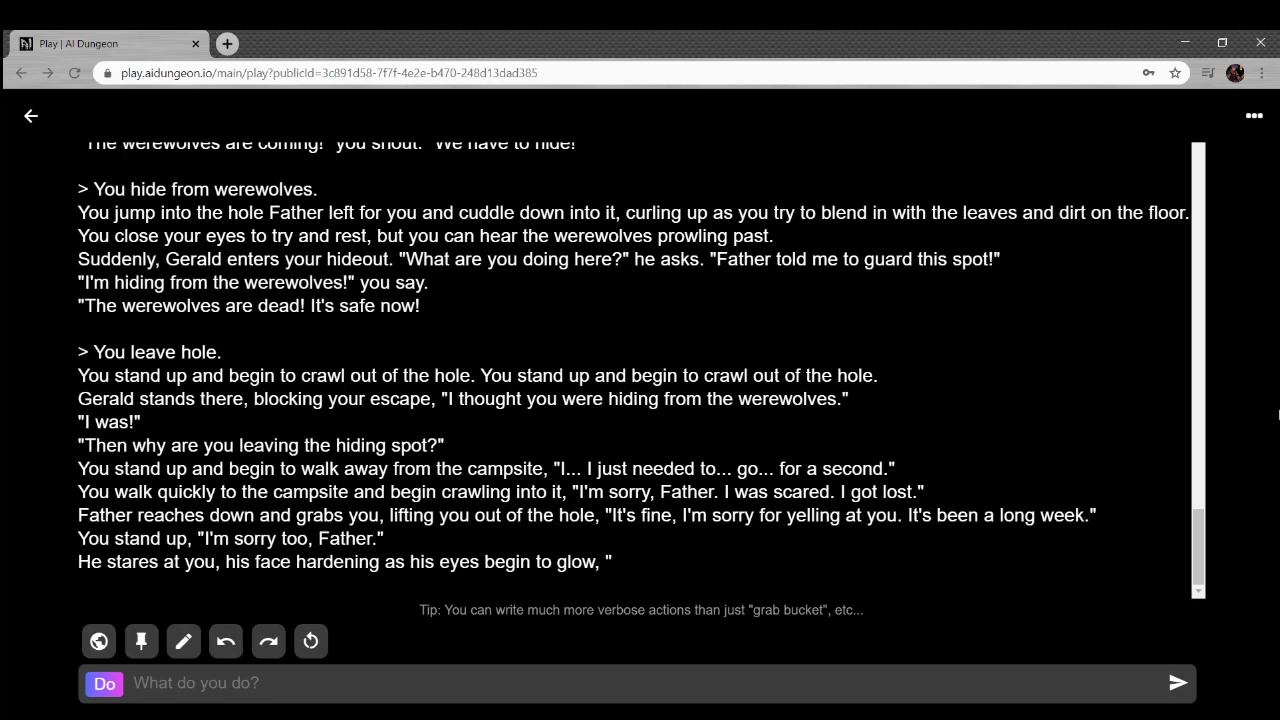 Play | AI Dungeon
play.aidungeon.io/main/play?publicId=3c891d58-7f7f-4e2e-b470-248d13dad385
"The werewolves are coming!" you shout. "We have to hide!"
> You hide from werewolves.
You jump into the hole Father left for you and cuddle down into it, curling up as you try to blend in with the leaves and dirt on the floor.
You close your eyes to try and rest, but you can hear the werewolves prowling past.
Suddenly, Gerald enters your hideout. "What are you doing here?" he asks. "Father told me to guard this spot!"
"I'm hiding from the werewolves!" you say.
"The werewolves are dead! It's safe now!
> You leave hole.
You stand up and begin to crawl out of the hole. You stand up and begin to crawl out of the hole.
Gerald stands there, blocking your escape, "I thought you were hiding from the werewolves."
"I was!"
"Then why are you leaving the hiding spot?"
You stand up and begin to walk away from the campsite, "I... I just needed to... go... for a second."
You walk quickly to the campsite and begin crawling into it, "I'm sorry, Father. I was scared. I got lost."
Father reaches down and grabs you, lifting you out of the hole, "It's fine, I'm sorry for yelling at you. It's been a long week."
You stand up, "I'm sorry too, Father."
He stares at you, his face hardening as his eyes begin to glow, "
Tip: You can write much more verbose actions than just "grab bucket", etc...
Do What do you do?